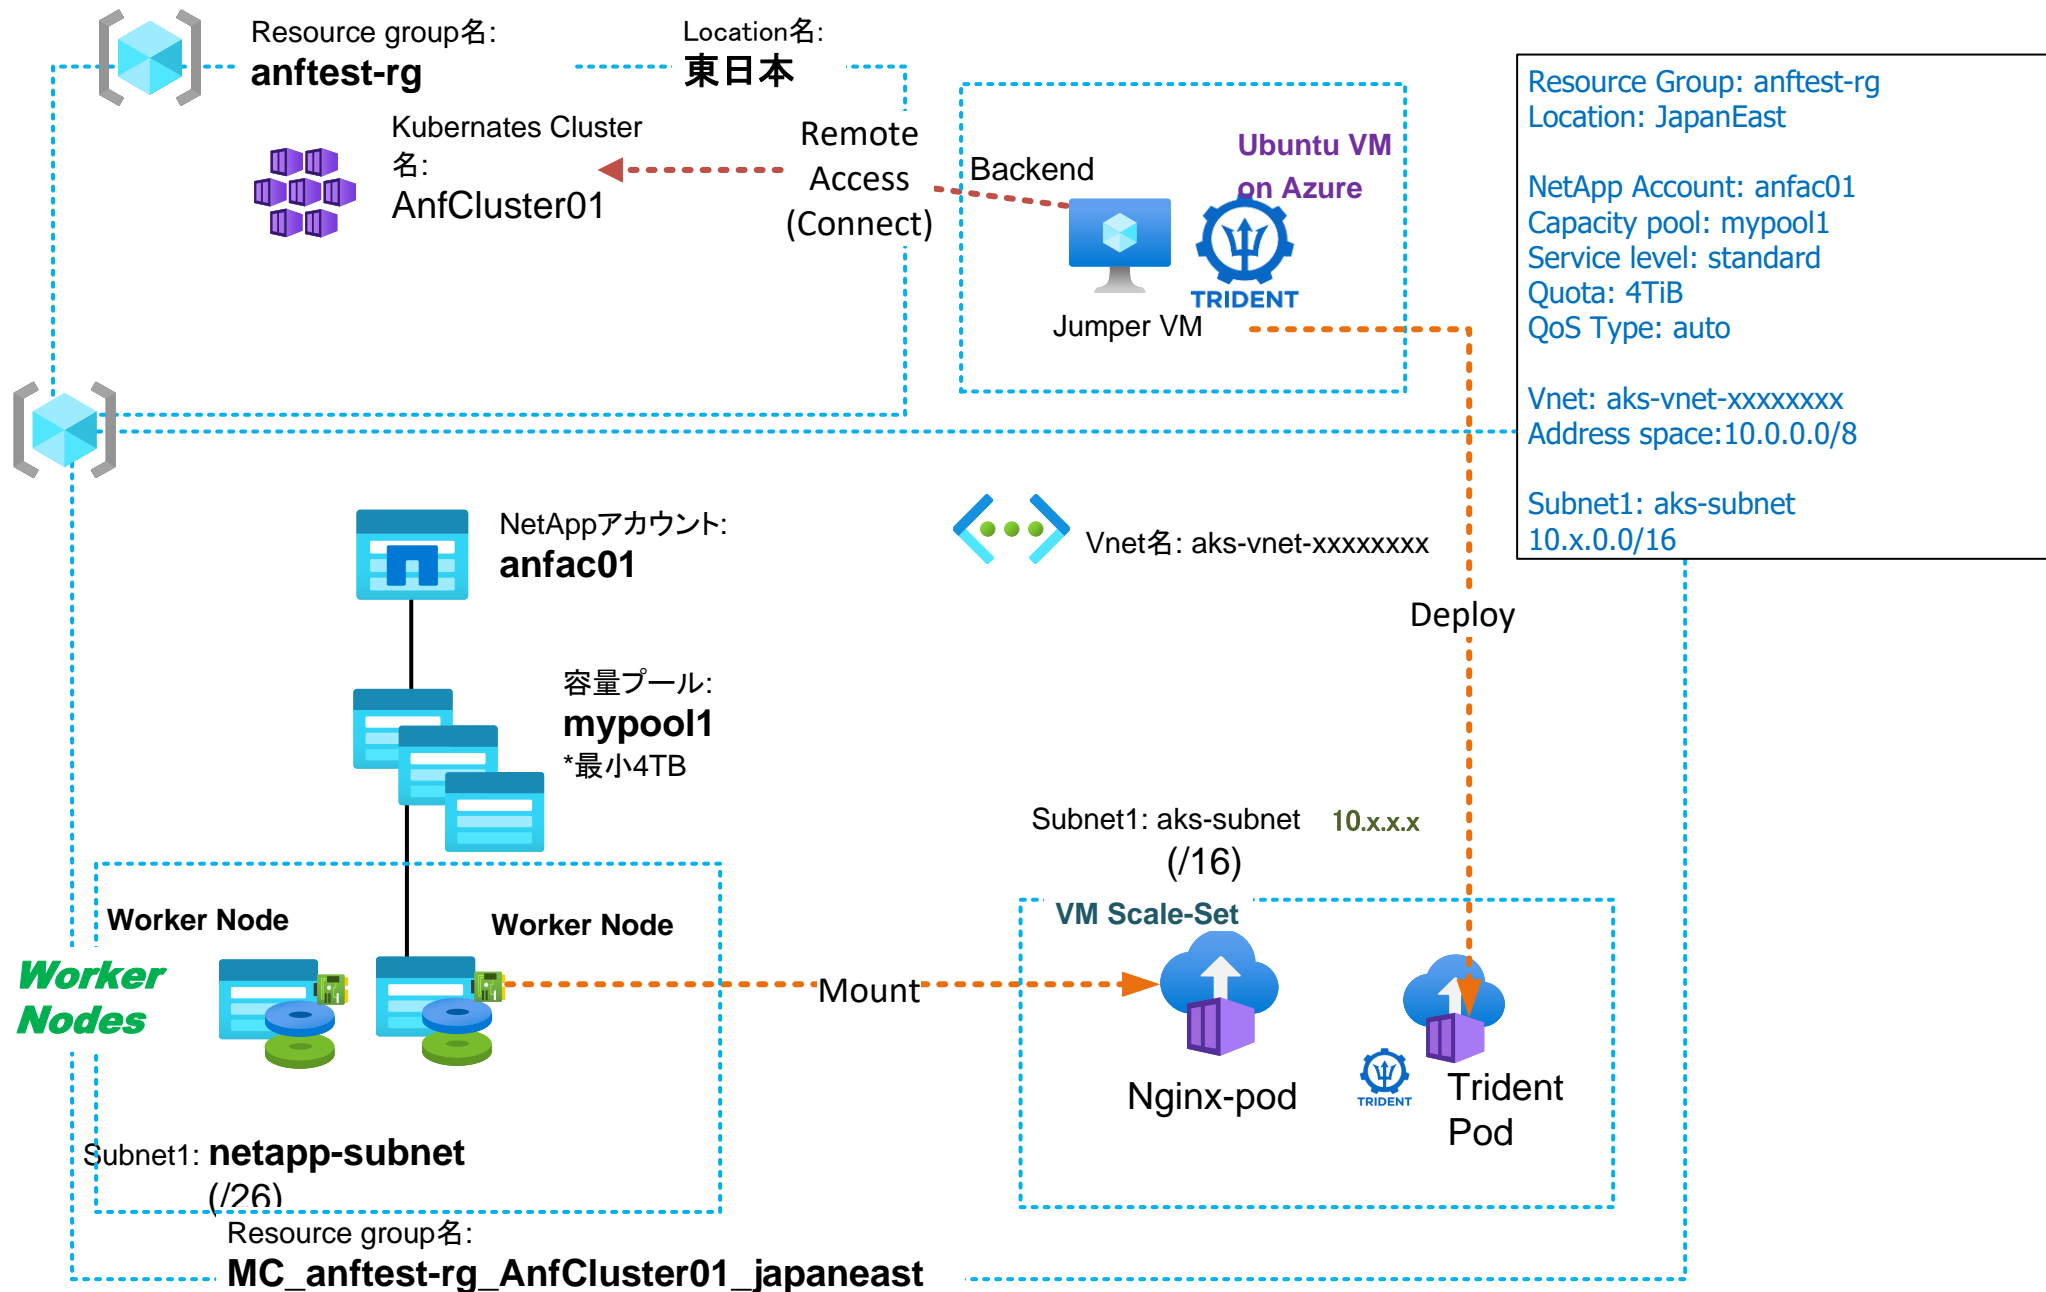 Resource group名:
anftest-rg
Location名:
東日本
Kubernates Cluster
名:
AnfCluster01
Remote
Access
(Connect)
Backend
Ubuntu VM
on Azure
TRIDENT
Jumper VM
Resource Group: anftest-rg
Location: JapanEast
NetApp Account: anfac01
Capacity pool: mypool1
Service level: standard
Quota: 4TiB
QoS Type: auto
Vnet: aks-vnet-xxxxxxxx
Address space:10.0.0.0/8
Subnet1: aks-subnet
10.x.0.0/16
NetAppアカウント:
anfac01
Vnet名: aks-vnet-xxxxxxxx
Deploy
容量プール:
mypool1
*最小4TB
Subnet1: aks-subnet 10.x.x.x
(/16)
Worker Node
Worker Node
VM Scale-Set
Worker
Nodes
Mount
Nginx-pod
TRIDENT
Trident
Pod
Subnet1: netapp-subnet
(/26)
Resource group名:
MC_anftest-rg_AnfCluster01_japaneast